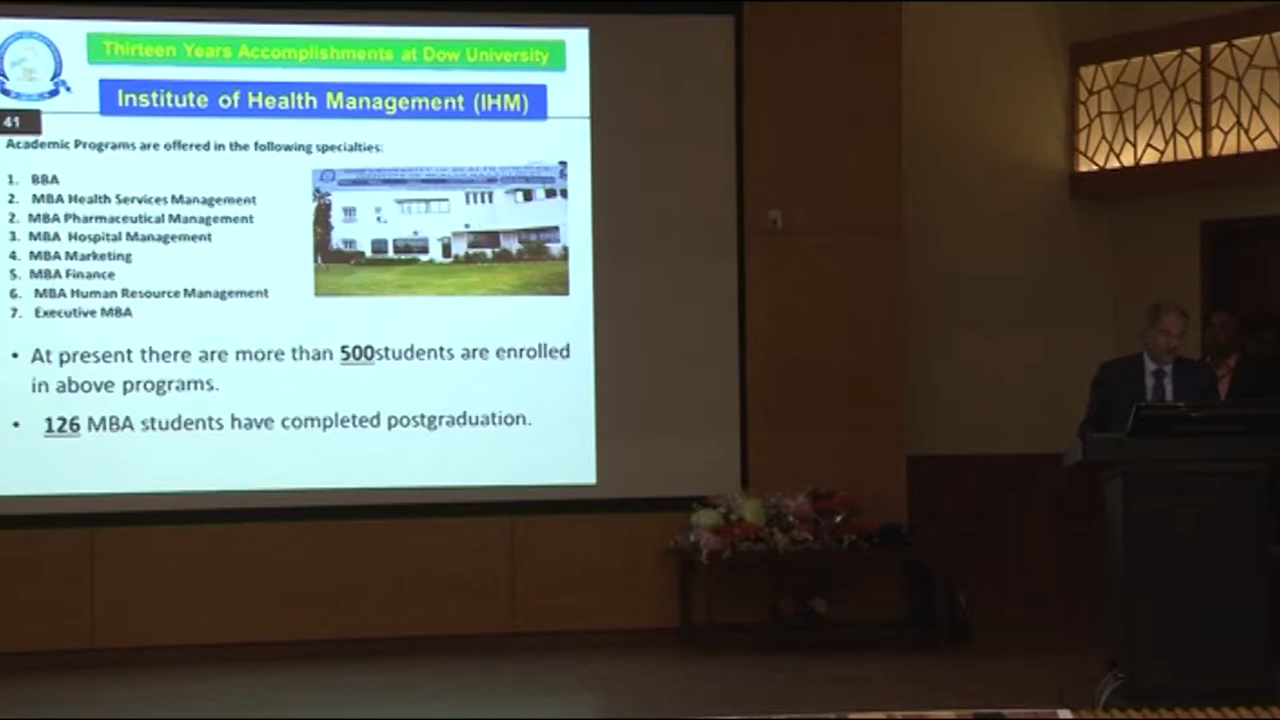 Thirteen Years Accomplishments at Dow University
Institute of Health Management (IHM)
41
Academic Programs are offered in the following specialties:
1. BBA
2. MBA Health Services Management
2. MBA Pharmaceutical Management
3. MBA Hospital Management
4. MBA Marketing
5. MBA Finance
6. MBA Human Resource Management
7. Executive MBA
• At present there are more than 500students are enrolled
in above programs.
• 126 MBA students have completed postgraduation.